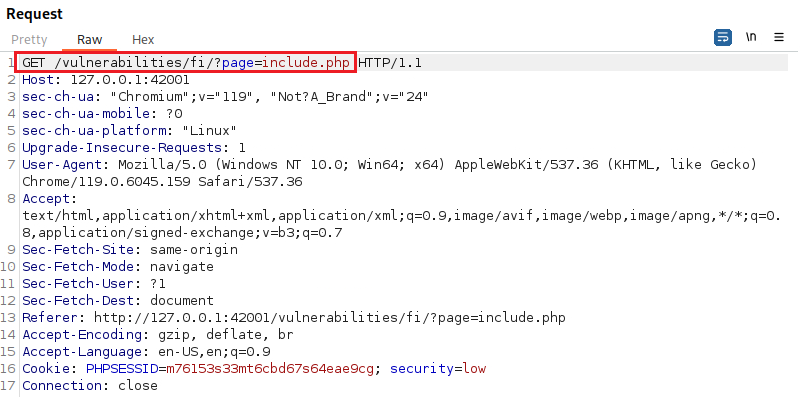 Request
Pretty Raw Hex \n
1 GET /vulnerabilities/fi/?page=include.php HTTP/1.1
2 Host: 127.0.0.1:42001
3 sec-ch-ua: "Chromium";v="119", "Not?A_Brand";v="24"
4 sec-ch-ua-mobile: ?0
5 sec-ch-ua-platform: "Linux"
6 Upgrade-Insecure-Requests: 1
7 User-Agent: Mozilla/5.0 (Windows NT 10.0; Win64; x64) AppleWebKit/537.36 (KHTML, like Gecko)
Chrome/119.0.6045.159 Safari/537.36
8 Accept:
text/html,application/xhtml+xml,application/xml;q=0.9,image/avif,image/webp,image/apng,*/*;q=0.
8,application/signed-exchange;v=b3;q=0.7
9 Sec-Fetch-Site: same-origin
10 Sec-Fetch-Mode: navigate
11 Sec-Fetch-User: ?1
12 Sec-Fetch-Dest: document
13 Referer: http://127.0.0.1:42001/vulnerabilities/fi/?page=include.php
14 Accept-Encoding: gzip, deflate, br
15 Accept-Language: en-US,en;q=0.9
16 Cookie: PHPSESSID=m76153s33mt6cbd67s64eae9cg; security=low
17 Connection: close